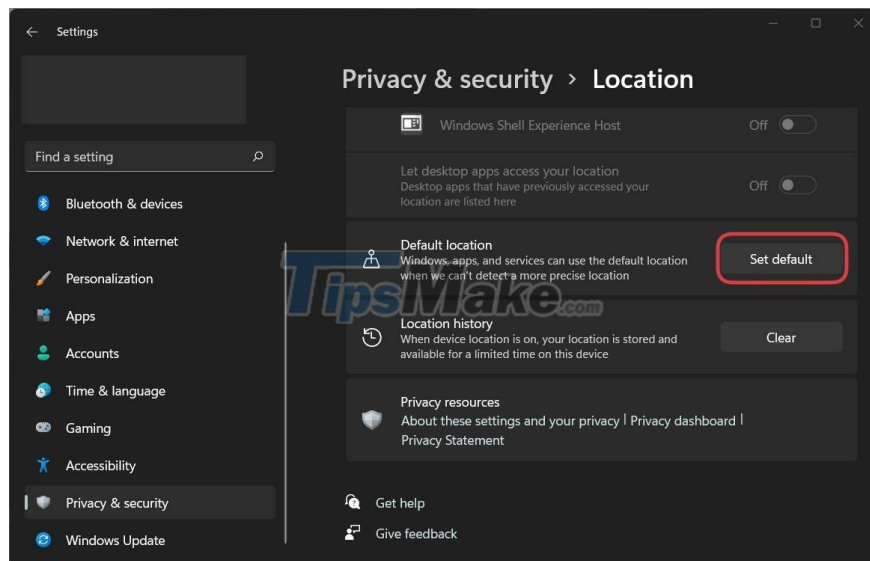 Settings
Privacy & security > Location
Find a setting
Bluetooth & devices
Network & internet
Personalization
Apps
Accounts
Time & language
Gaming
Accessibility
Privacy & security
Windows Update
Windows Shell Experience Host
Off
Let desktop apps access your location
Desktop apps that have previously accessed your
location are listed here
Off
Default location
Windows, apps, and services can use the default location
when we can't detect a more precise location
Set default
Location history
When device location is on, your location is stored and
available for a limited time on this device
Clear
Privacy resources
About these settings and your privacy | Privacy dashboard |
Privacy Statement
Get help
Give feedback
TipsMake.com